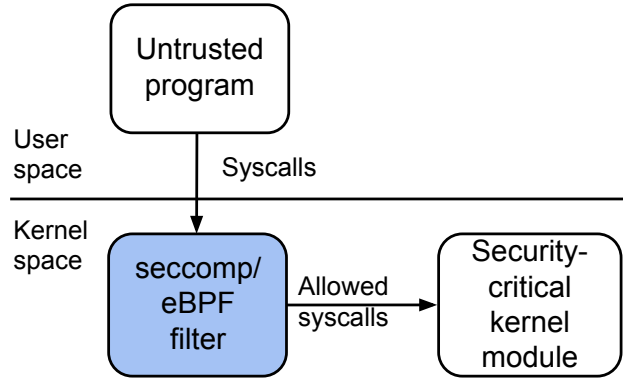 Untrusted
program
User
space
Syscalls
Kernel
space
seccomp/
eBPF
filter
Allowed
syscalls
Security-
critical
kernel
module